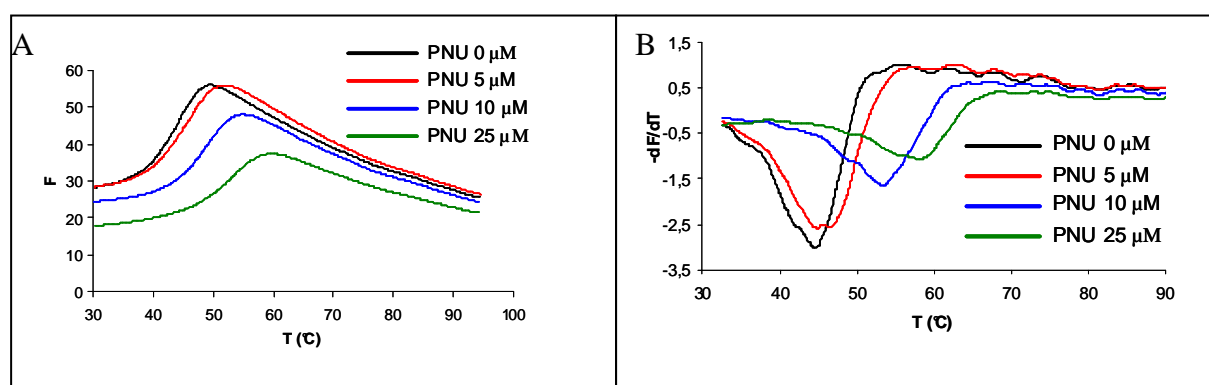 A
PNU 0 μM
PNU 5 μM
PNU 10 μM
PNU 25 μM
60
50
40
30
20
10
0
F
30 40 50 60 70 80 90 100
T (℃)
B
1,5
0,5
-0,5
-1,5
-2,5
-3,5
-dF/dT
PNU 0 μM
PNU 5 μM
PNU 10 μM
PNU 25 μM
30 40 50 60 70 80 90
T (℃)